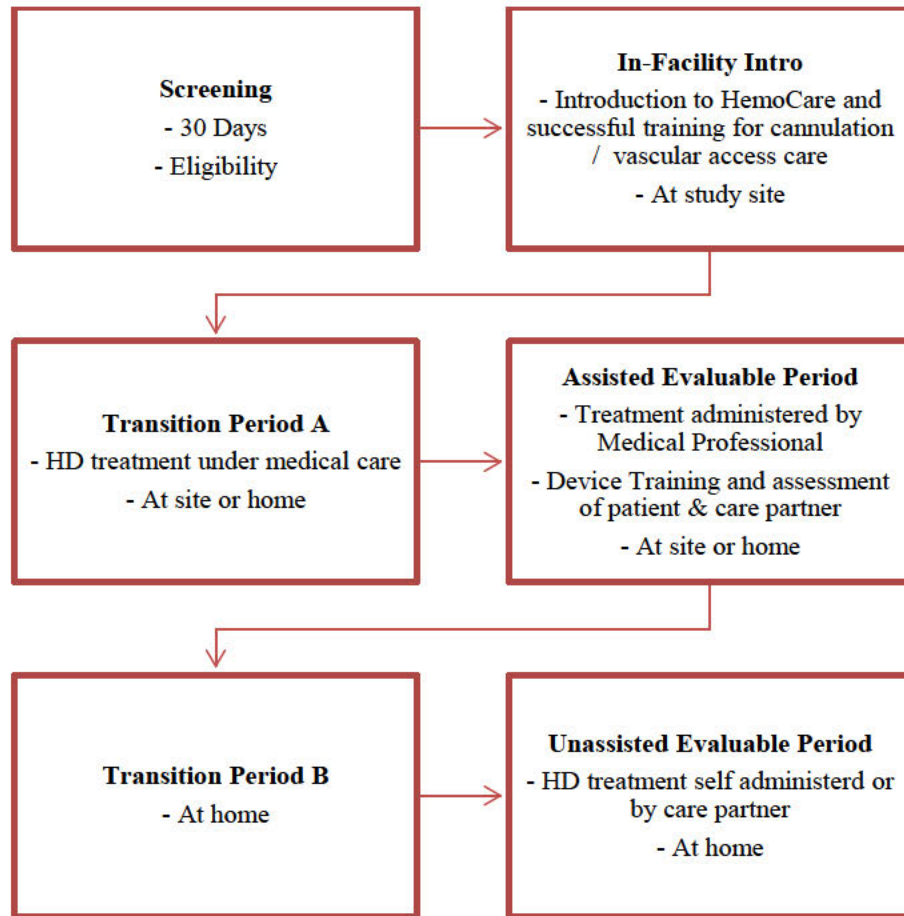 Screening
- 30 Days
- Eligibility
In-Facility Intro
- Introduction to HemoCare and
successful training for cannulation
/ vascular access care
- At study site
Transition Period A
- HD treatment under medical care
- At site or home
Assisted Evaluable Period
- Treatment administered by
Medical Professional
- Device Training and assessment
of patient & care partner
- At site or home
Transition Period B
- At home
Unassisted Evaluable Period
- HD treatment self administerd or
by care partner
- At home